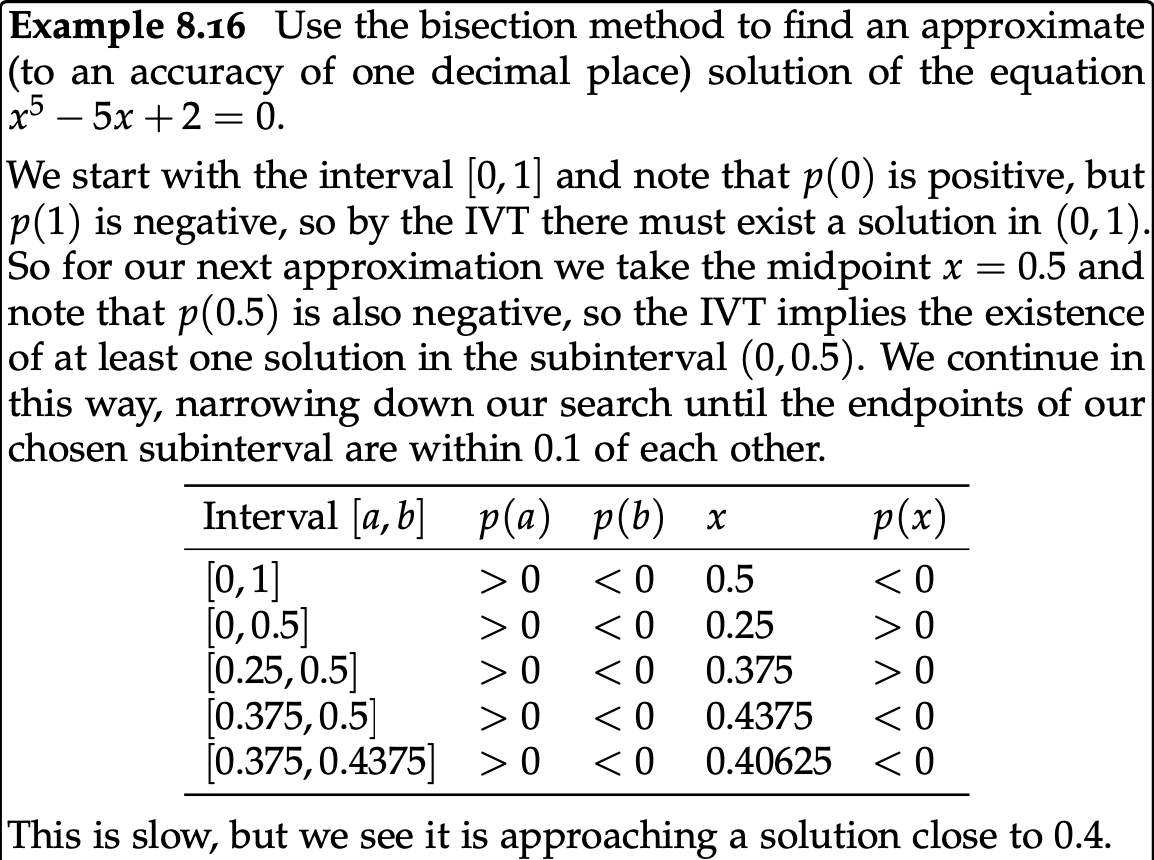 Example 8.16 Use the bisection method to find an approximate
(to an accuracy of one decimal place) solution of the equation
x⁵ − 5x + 2 = 0.
We start with the interval [0, 1] and note that p(0) is positive, but
p(1) is negative, so by the IVT there must exist a solution in (0, 1).
So for our next approximation we take the midpoint x = 0.5 and
note that p(0.5) is also negative, so the IVT implies the existence
of at least one solution in the subinterval (0, 0.5). We continue in
this way, narrowing down our search until the endpoints of our
chosen subinterval are within 0.1 of each other.
Interval [a, b] p(a) p(b) x p(x)
[0, 1] > 0 < 0 0.5 < 0
[0, 0.5] > 0 < 0 0.25 > 0
[0.25, 0.5] > 0 < 0 0.375 > 0
[0.375, 0.5] > 0 < 0 0.4375 < 0
[0.375, 0.4375] > 0 < 0 0.40625 < 0
This is slow, but we see it is approaching a solution close to 0.4.